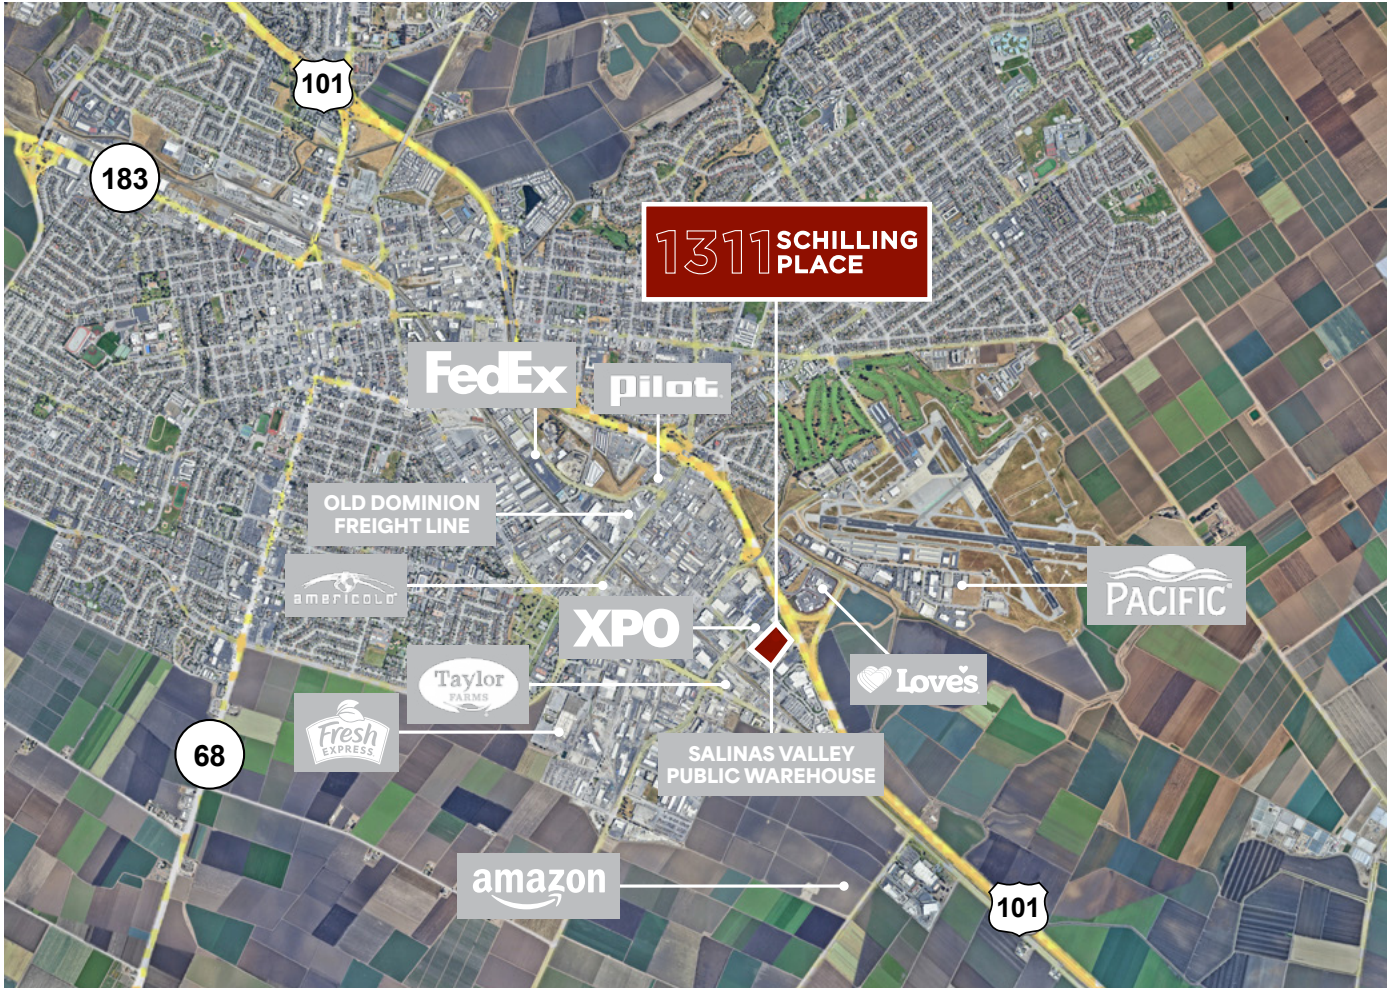 101
183
1311 SCHILLING
PLACE
FedEx
Pilot
OLD DOMINION
FREIGHT LINE
americold
PACIFIC
XPO
Taylor
FARMS
Love's
Fresh
EXPRESS
68
SALINAS VALLEY
PUBLIC WAREHOUSE
amazon
101